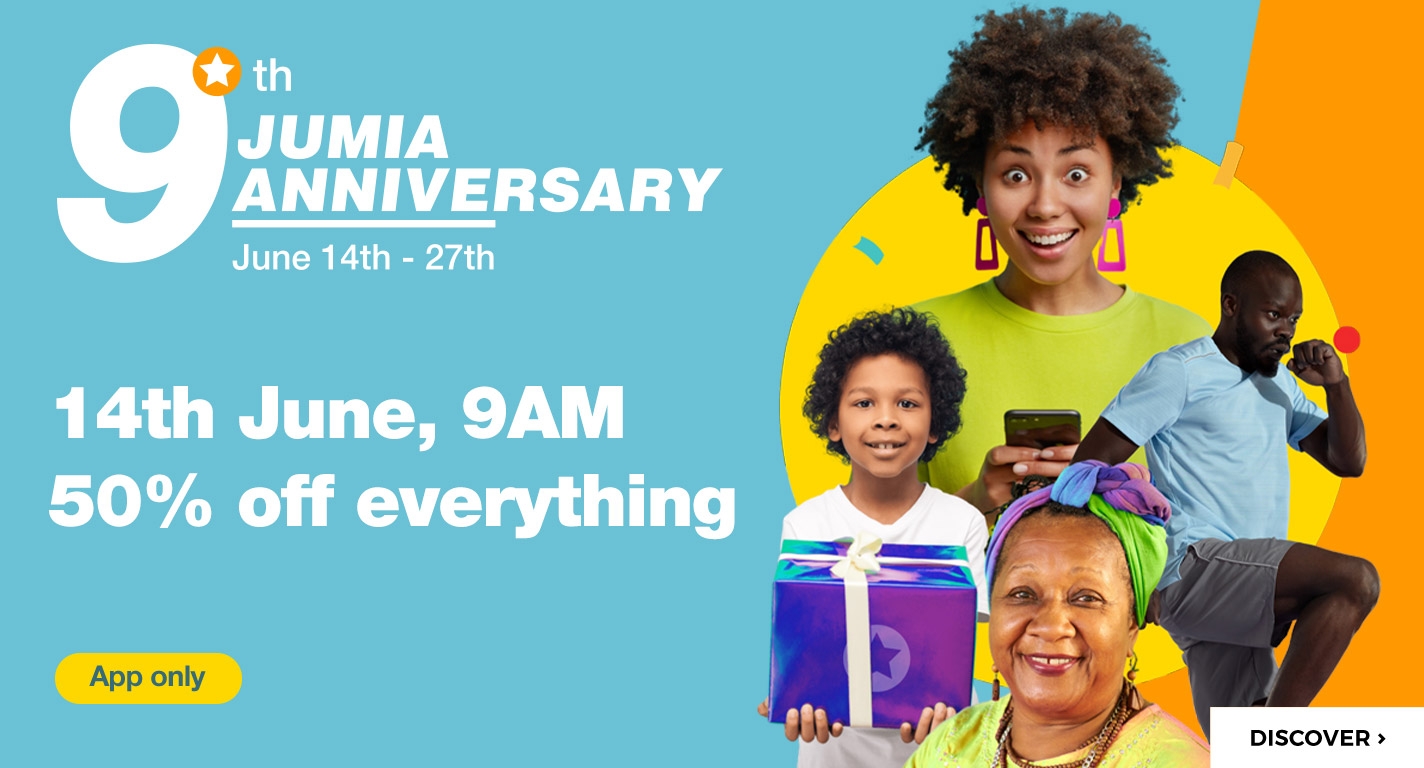 9th
JUMIA
ANNIVERSARY
June 14th - 27th
14th June, 9AM
50% off everything
App only
DISCOVER ›